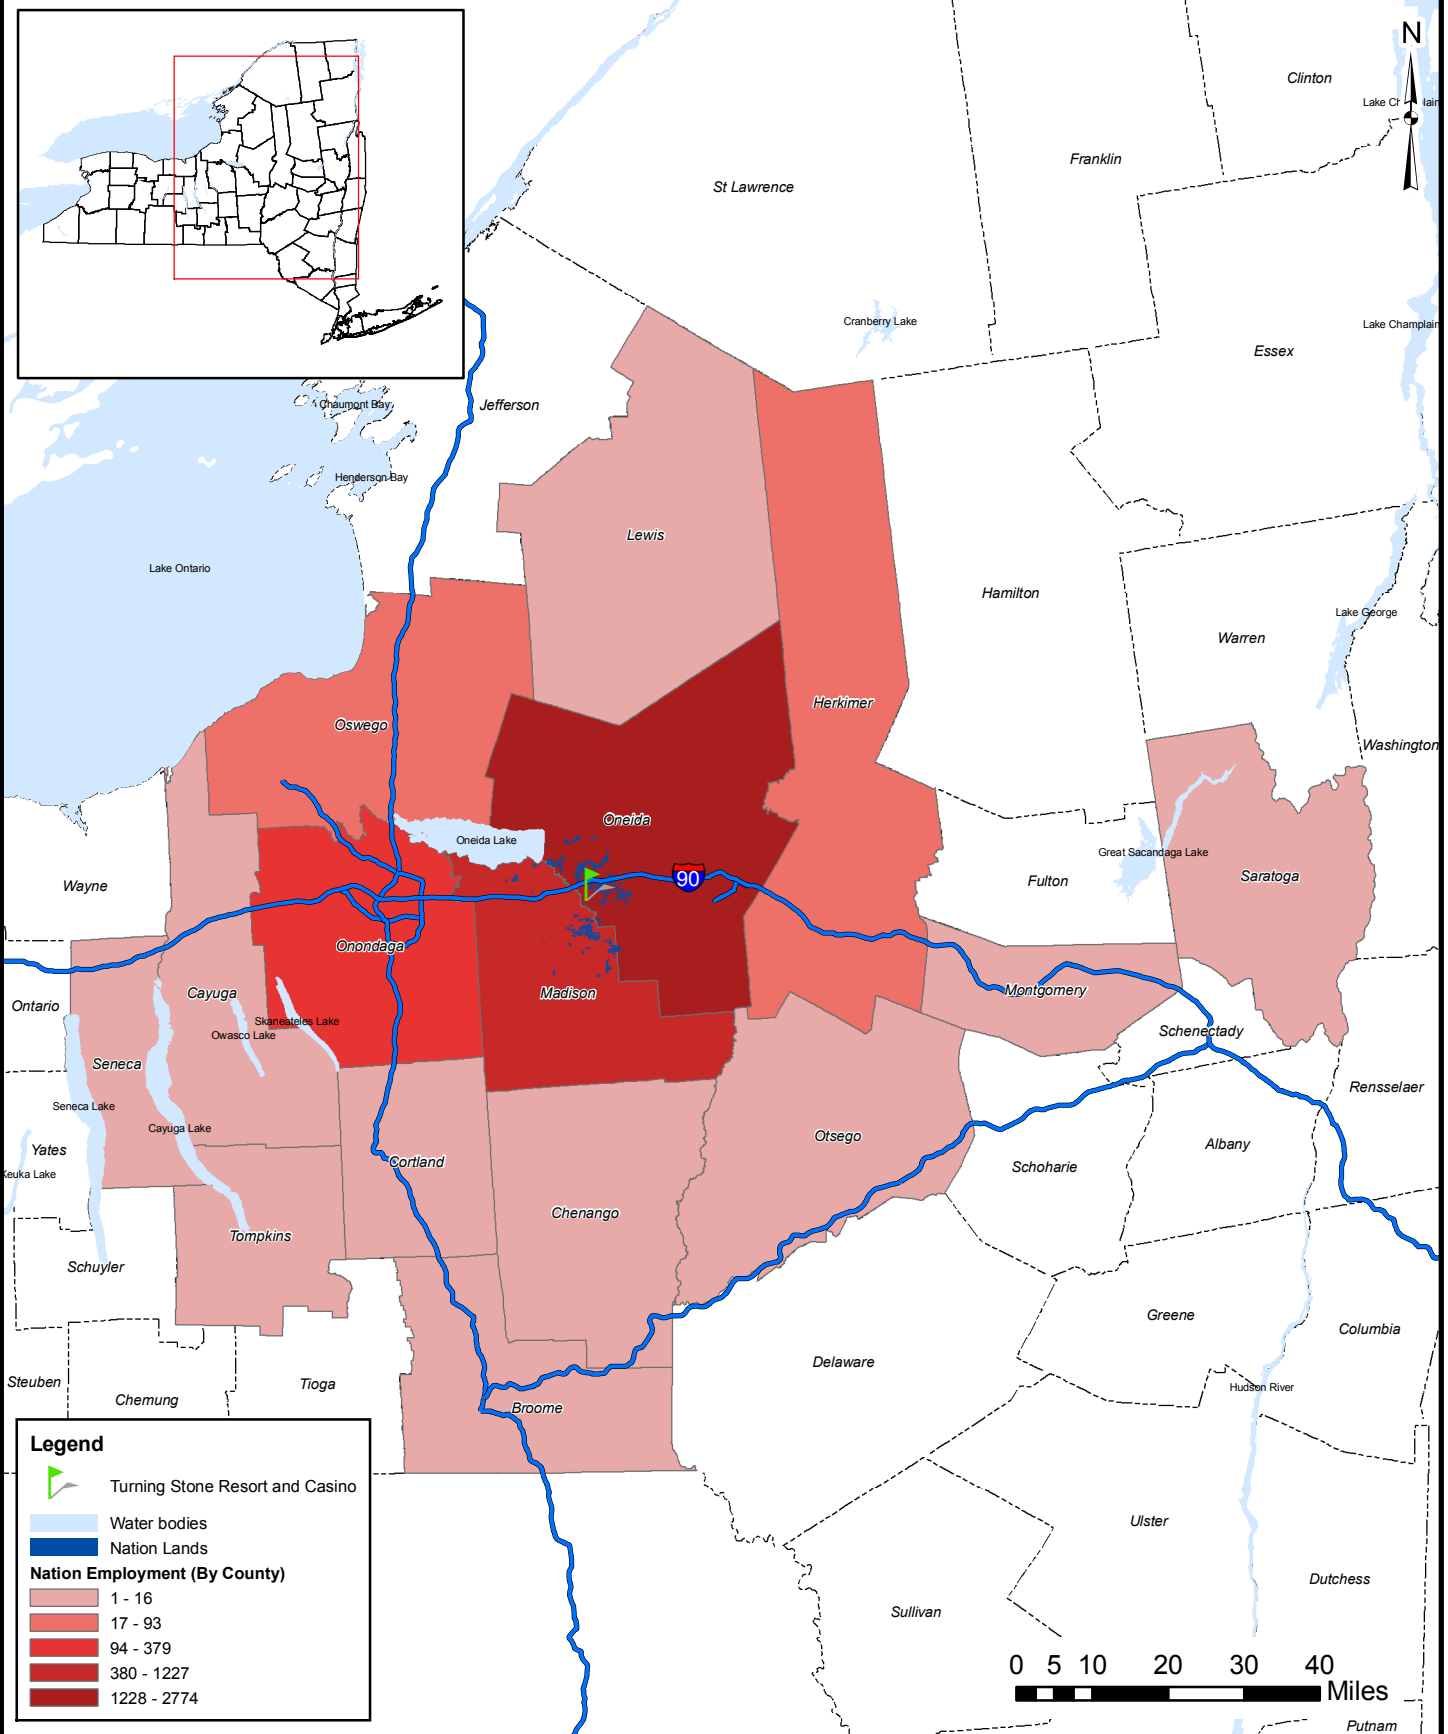 N
Clinton
Franklin
St Lawrence
Cranberry Lake
Lake Champlain
Essex
Chaumont Bay
Jefferson
Henderson Bay
Lewis
Lake Ontario
Hamilton
Lake George
Warren
Herkimer
Oswego
Washington
Oneida
Oneida Lake
Great Sacandaga Lake
90
Wayne
Fulton
Saratoga
Onondaga
Cayuga
Madison
Montgomery
Ontario
Skaneateles Lake
Owasco Lake
Schenectady
Seneca
Rensselaer
Seneca Lake
Cayuga Lake
Otsego
Albany
Yates
Cortland
Schoharie
Keuka Lake
Chenango
Tompkins
Schuyler
Greene
Columbia
Delaware
Steuben
Tioga
Chemung
Hudson River
Broome
Legend
Turning Stone Resort and Casino
Water bodies
Nation Lands
Nation Employment (By County)
1 - 16
17 - 93
94 - 379
380 - 1227
1228 - 2774
Ulster
Dutchess
Sullivan
0 5 10 20 30 40
Miles
Putnam